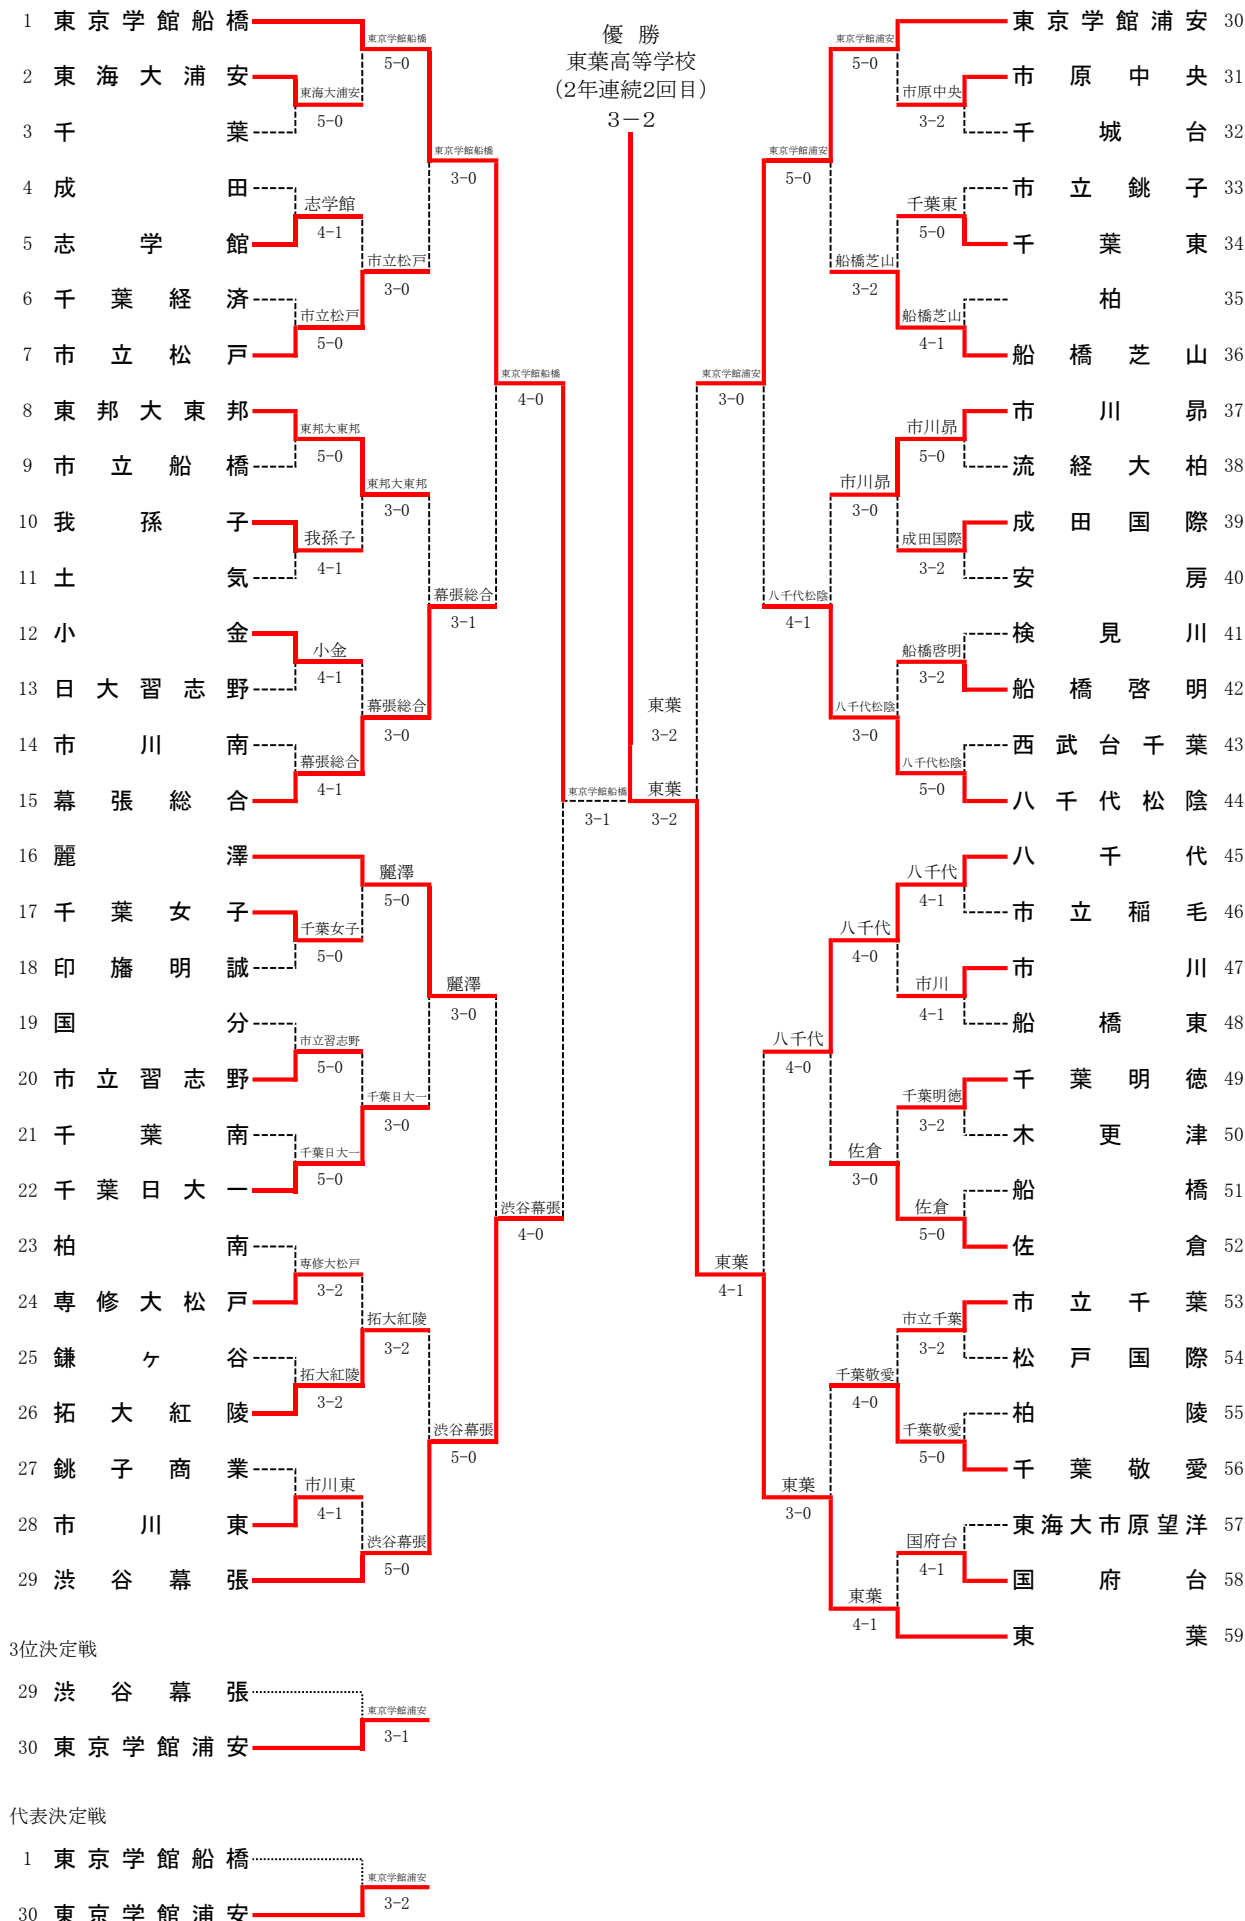 優 勝
東葉高等学校
(2年連続2回目)
3-2
1 東京学館船橋
2 東海大浦安
3 千葉
4 成田
5 志学館
6 千葉経済
7 市立松戸
8 東邦大東邦
9 市立船橋
10 我孫子
11 土気
12 小金
13 日大習志野
14 市川南
15 幕張総合
16 麗澤
17 千葉女子
18 印旛明誠
19 国分
20 市立習志野
21 千葉南
22 千葉日大一
23 柏南
24 専修大松戸
25 鎌ヶ谷
26 拓大紅陵
27 銚子商業
28 市川東
29 渋谷幕張
東海大浦安
5-0
志学館
4-1
市立松戸
5-0
東邦大東邦
5-0
我孫子
4-1
小金
4-1
幕張総合
4-1
千葉女子
5-0
市立習志野
5-0
千葉日大一
5-0
専修大松戸
3-2
拓大紅陵
3-2
市川東
4-1
東京学館船橋
5-0
市立松戸
3-0
東邦大東邦
3-0
幕張総合
3-0
麗澤
5-0
千葉日大一
3-0
拓大紅陵
3-2
渋谷幕張
5-0
東京学館船橋
3-0
幕張総合
3-1
麗澤
3-0
渋谷幕張
5-0
東京学館船橋
4-0
渋谷幕張
4-0
東京学館船橋
3-1
東葉
3-2
東葉
3-2
東京学館浦安
3-0
東葉
4-1
東京学館浦安
5-0
八千代松陰
4-1
八千代
4-0
東葉
3-0
東京学館浦安
5-0
船橋芝山
3-2
市川昴
3-0
八千代松陰
3-0
八千代
4-0
佐倉
3-0
千葉敬愛
4-0
東葉
4-1
市原中央
3-2
千葉東
5-0
船橋芝山
4-1
市川昴
5-0
成田国際
3-2
船橋啓明
3-2
八千代松陰
5-0
八千代
4-1
市川
4-1
千葉明徳
3-2
佐倉
5-0
市立千葉
3-2
千葉敬愛
5-0
国府台
4-1
東京学館浦安 30
市原中央 31
千城台 32
市立銚子 33
千葉東 34
柏 35
船橋芝山 36
市川昴 37
流経大柏 38
成田国際 39
安房 40
検見川 41
船橋啓明 42
西武台千葉 43
八千代松陰 44
八千代 45
市立稲毛 46
市川 47
船橋東 48
千葉明徳 49
木更津 50
船橋 51
佐倉 52
市立千葉 53
松戸国際 54
柏陵 55
千葉敬愛 56
東海大市原望洋 57
国府台 58
東葉 59
3位決定戦
29 渋谷幕張
30 東京学館浦安
東京学館浦安
3-1
代表決定戦
1 東京学館船橋
30 東京学館浦安
東京学館浦安
3-2